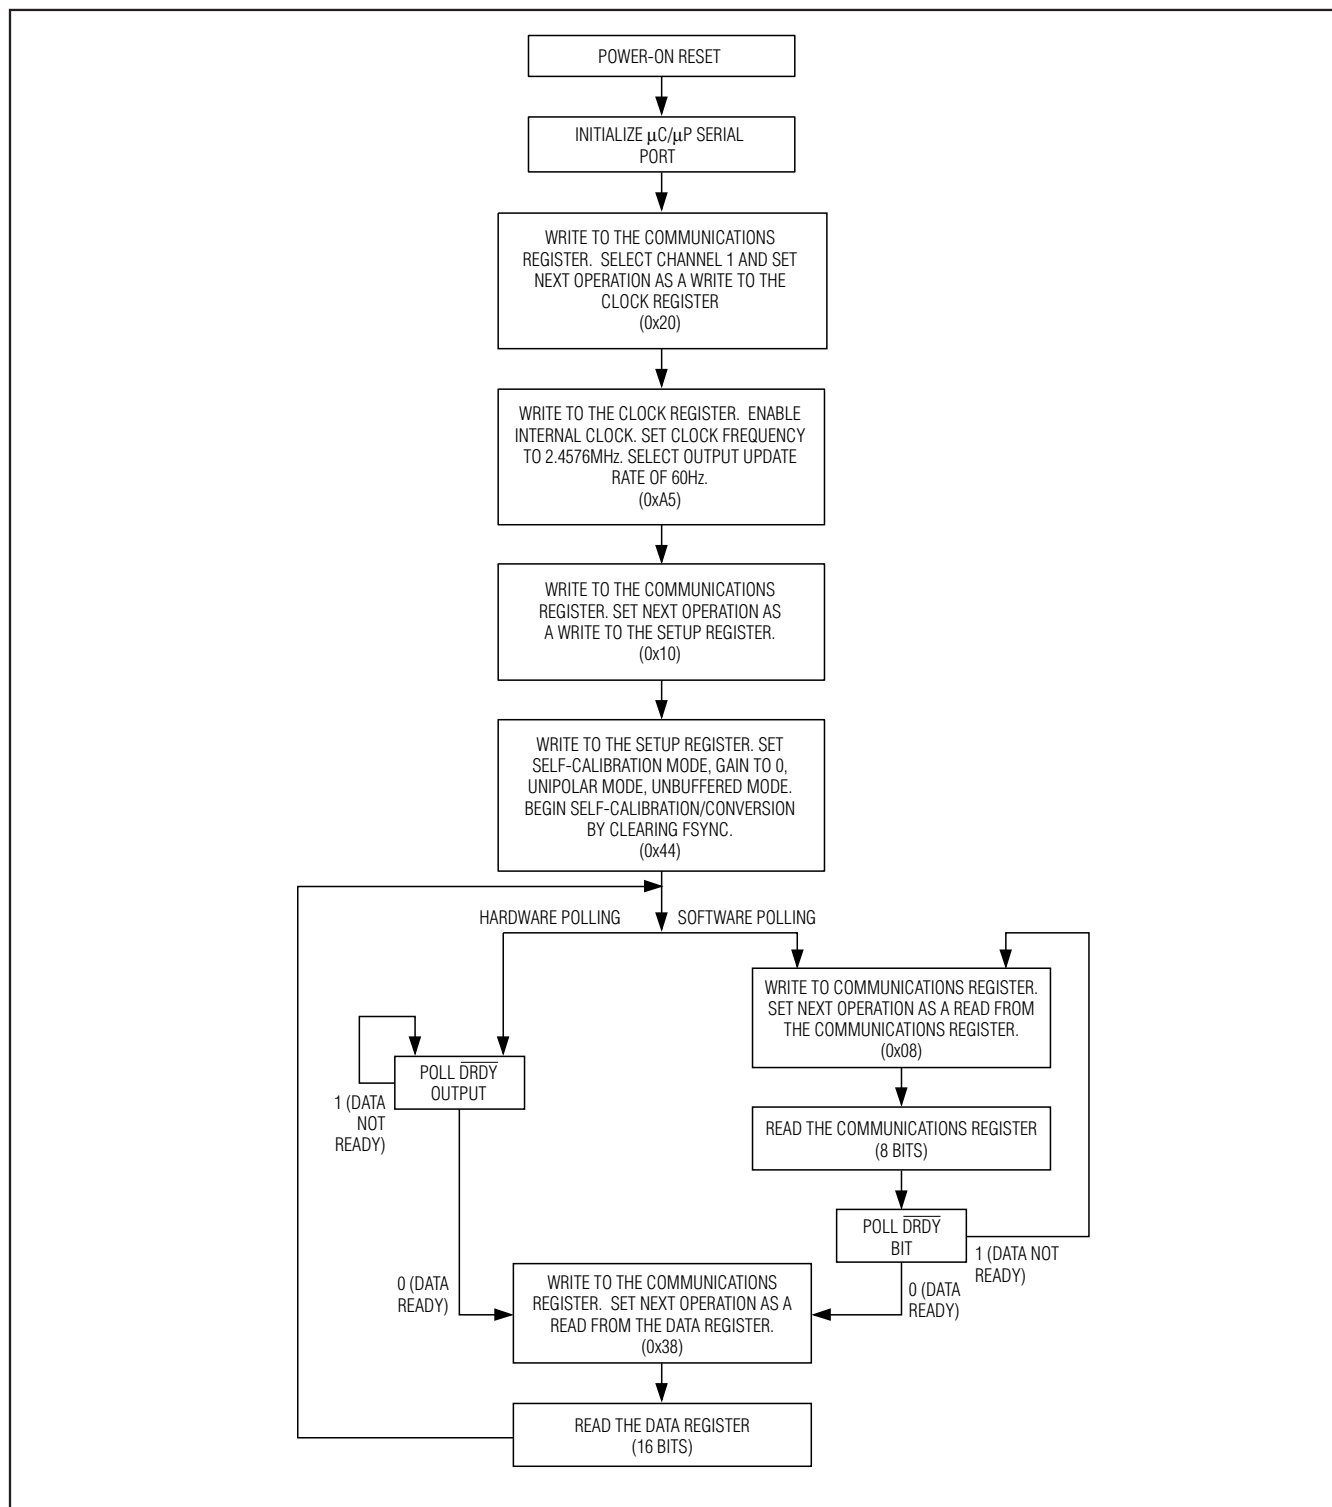 POWER-ON RESET
INITIALIZE μC/μP SERIAL
PORT
WRITE TO THE COMMUNICATIONS
REGISTER. SELECT CHANNEL 1 AND SET
NEXT OPERATION AS A WRITE TO THE
CLOCK REGISTER
(0x20)
WRITE TO THE CLOCK REGISTER. ENABLE
INTERNAL CLOCK. SET CLOCK FREQUENCY
TO 2.4576MHz. SELECT OUTPUT UPDATE
RATE OF 60Hz.
(0xA5)
WRITE TO THE COMMUNICATIONS
REGISTER. SET NEXT OPERATION AS
A WRITE TO THE SETUP REGISTER.
(0x10)
WRITE TO THE SETUP REGISTER. SET
SELF-CALIBRATION MODE, GAIN TO 0,
UNIPOLAR MODE, UNBUFFERED MODE.
BEGIN SELF-CALIBRATION/CONVERSION
BY CLEARING FSYNC.
(0x44)
HARDWARE POLLING
SOFTWARE POLLING
WRITE TO COMMUNICATIONS REGISTER.
SET NEXT OPERATION AS A READ FROM
THE COMMUNICATIONS REGISTER.
(0x08)
POLL D̅R̅D̅Y̅
OUTPUT
1 (DATA
NOT
READY)
READ THE COMMUNICATIONS REGISTER
(8 BITS)
POLL D̅R̅D̅Y̅
BIT
1 (DATA NOT
READY)
0 (DATA
READY)
0 (DATA
READY)
WRITE TO THE COMMUNICATIONS
REGISTER. SET NEXT OPERATION AS A
READ FROM THE DATA REGISTER.
(0x38)
READ THE DATA REGISTER
(16 BITS)